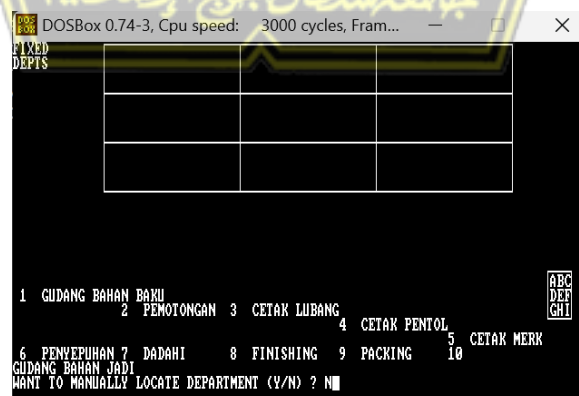 DOSBox 0.74-3, Cpu speed: 3000 cycles, Fram...
FIXED
DEPTS
ABC
DEF
GHI
1 GUDANG BAHAN BAKU
2 PEMOTONGAN 3 CETAK LUBANG
4 CETAK PENTOL
5 CETAK MERK
6 PENYEPUHAN 7 DADAHI 8 FINISHING 9 PACKING 10
GUDANG BAHAN JADI
WANT TO MANUALLY LOCATE DEPARTMENT (Y/N) ? N